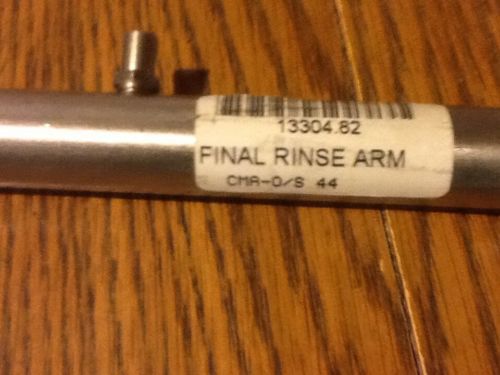 13304.82
FINAL RINSE ARM
CMA-O/S 44